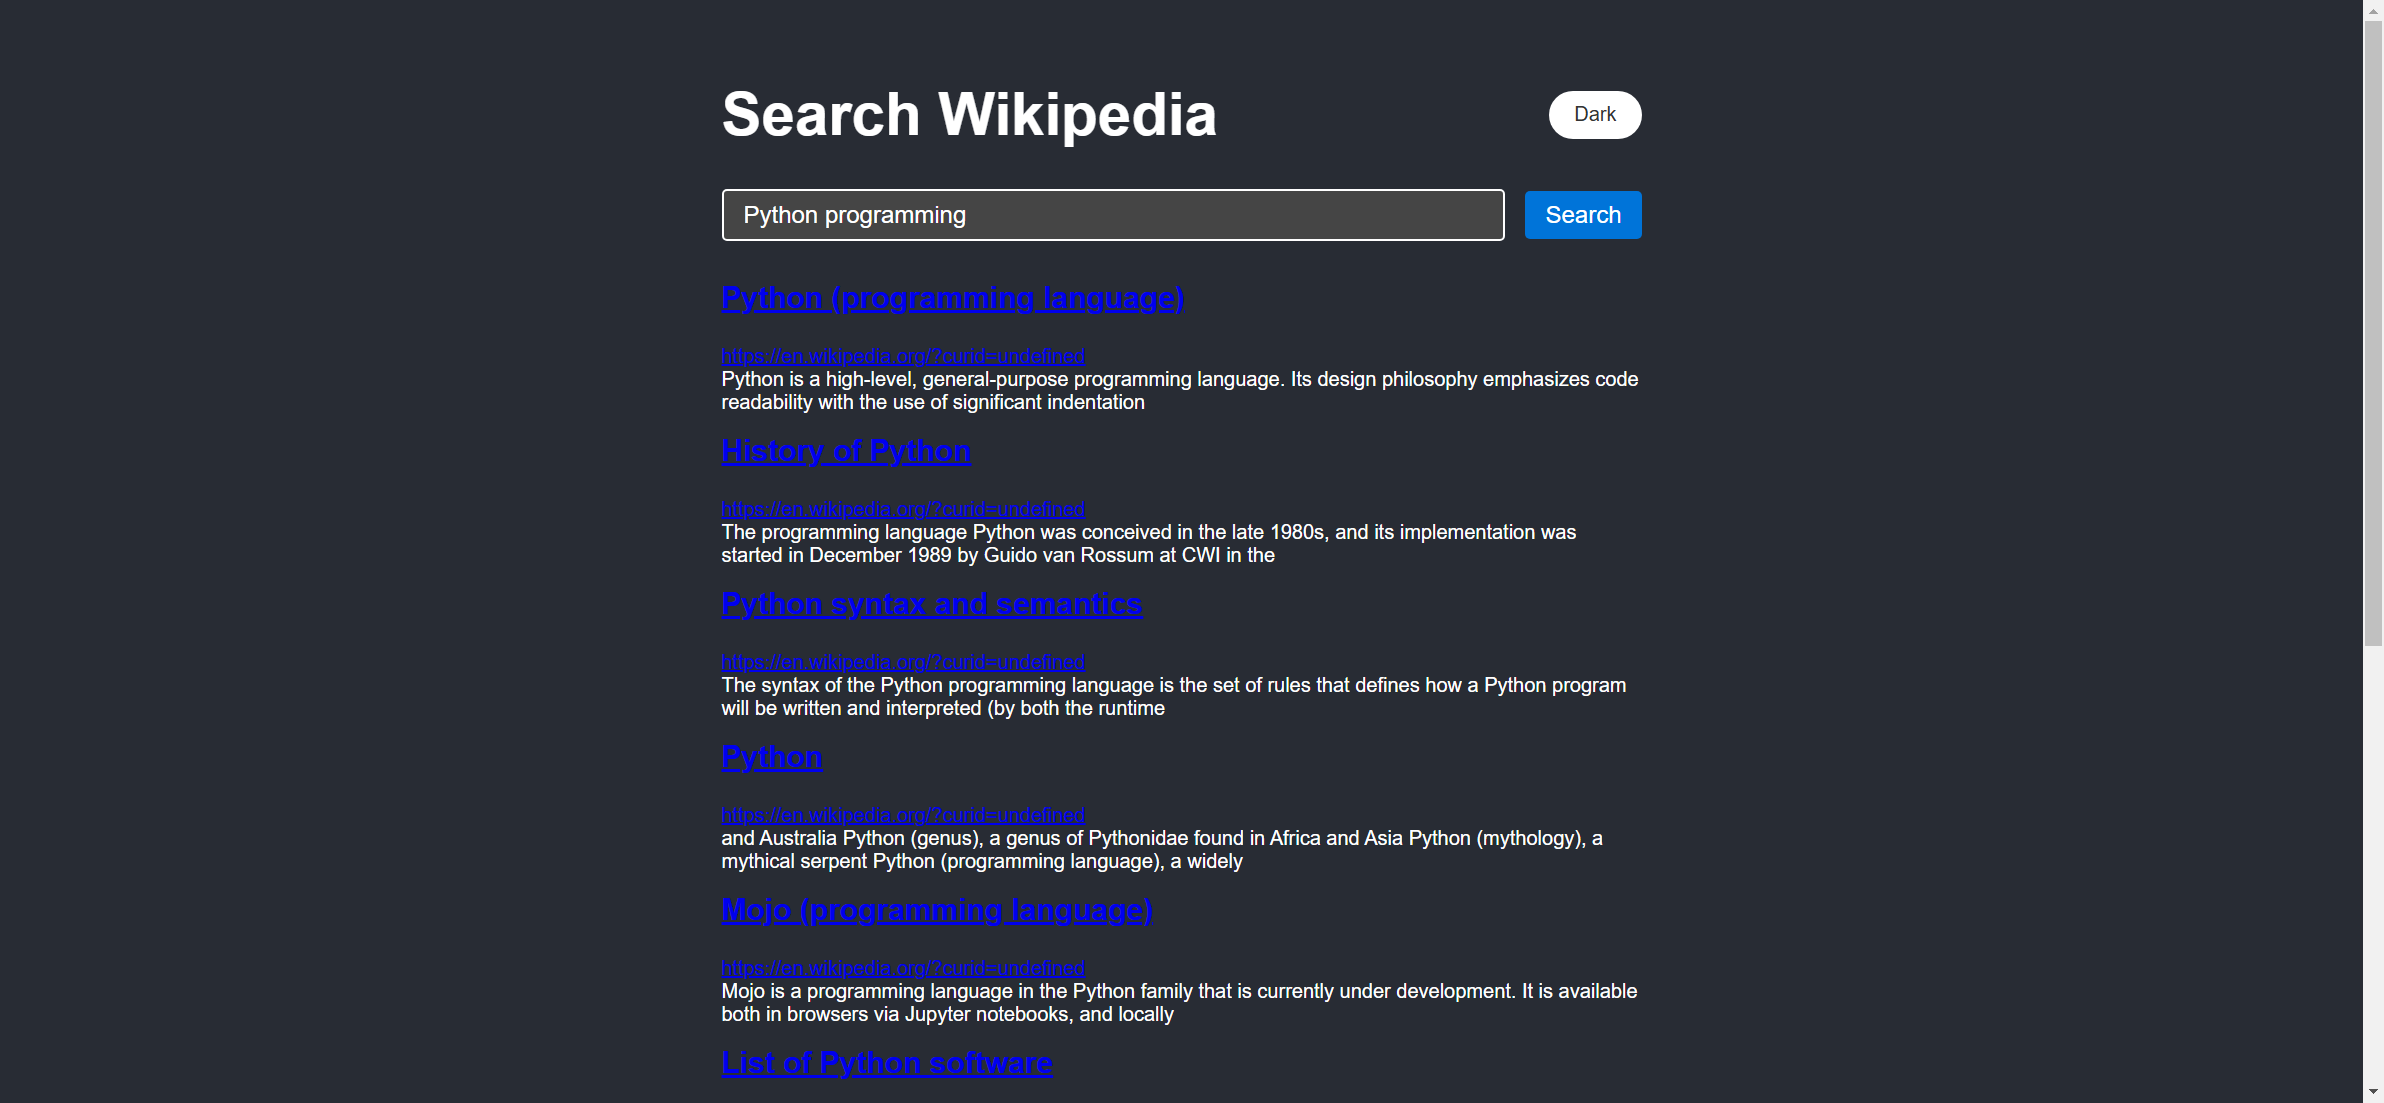 Search Wikipedia
Dark
Python programming
Search
Python (programming language)
https://en.wikipedia.org/?curid=undefined
Python is a high-level, general-purpose programming language. Its design philosophy emphasizes code
readability with the use of significant indentation
History of Python
https://en.wikipedia.org/?curid=undefined
The programming language Python was conceived in the late 1980s, and its implementation was
started in December 1989 by Guido van Rossum at CWI in the
Python syntax and semantics
https://en.wikipedia.org/?curid=undefined
The syntax of the Python programming language is the set of rules that defines how a Python program
will be written and interpreted (by both the runtime
Python
https://en.wikipedia.org/?curid=undefined
and Australia Python (genus), a genus of Pythonidae found in Africa and Asia Python (mythology), a
mythical serpent Python (programming language), a widely
Mojo (programming language)
https://en.wikipedia.org/?curid=undefined
Mojo is a programming language in the Python family that is currently under development. It is available
both in browsers via Jupyter notebooks, and locally
List of Python software